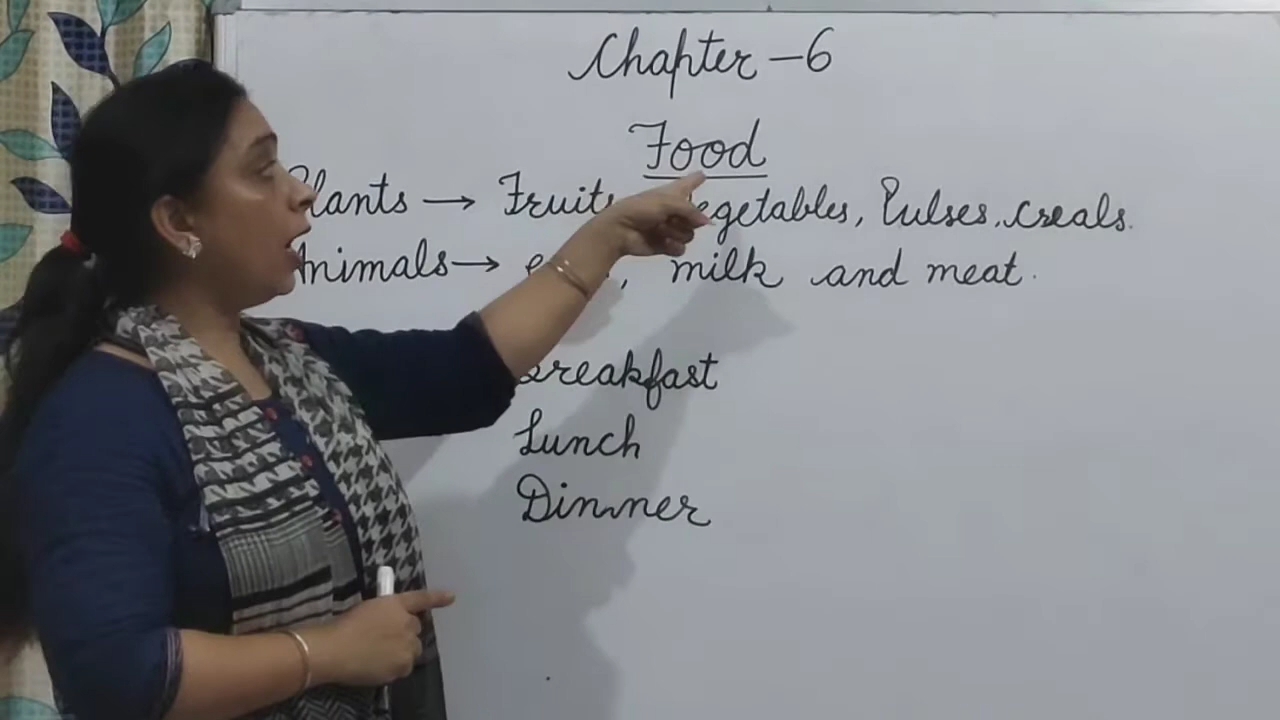 Chapter - 6
Food
Plants → Fruits, Vegetables, Pulses, creals.
Animals → milk and meat.
Breakfast
Lunch
Dinner